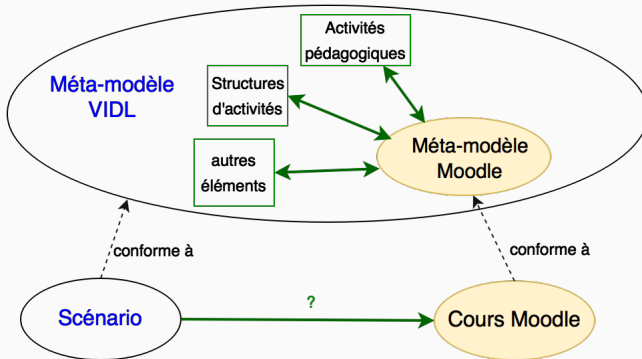 Activités
pédagogiques
Méta-modèle
VIDL
Structures
d'activités
Méta-modèle
Moodle
autres
éléments
conforme à
conforme à
?
Scénario
Cours Moodle